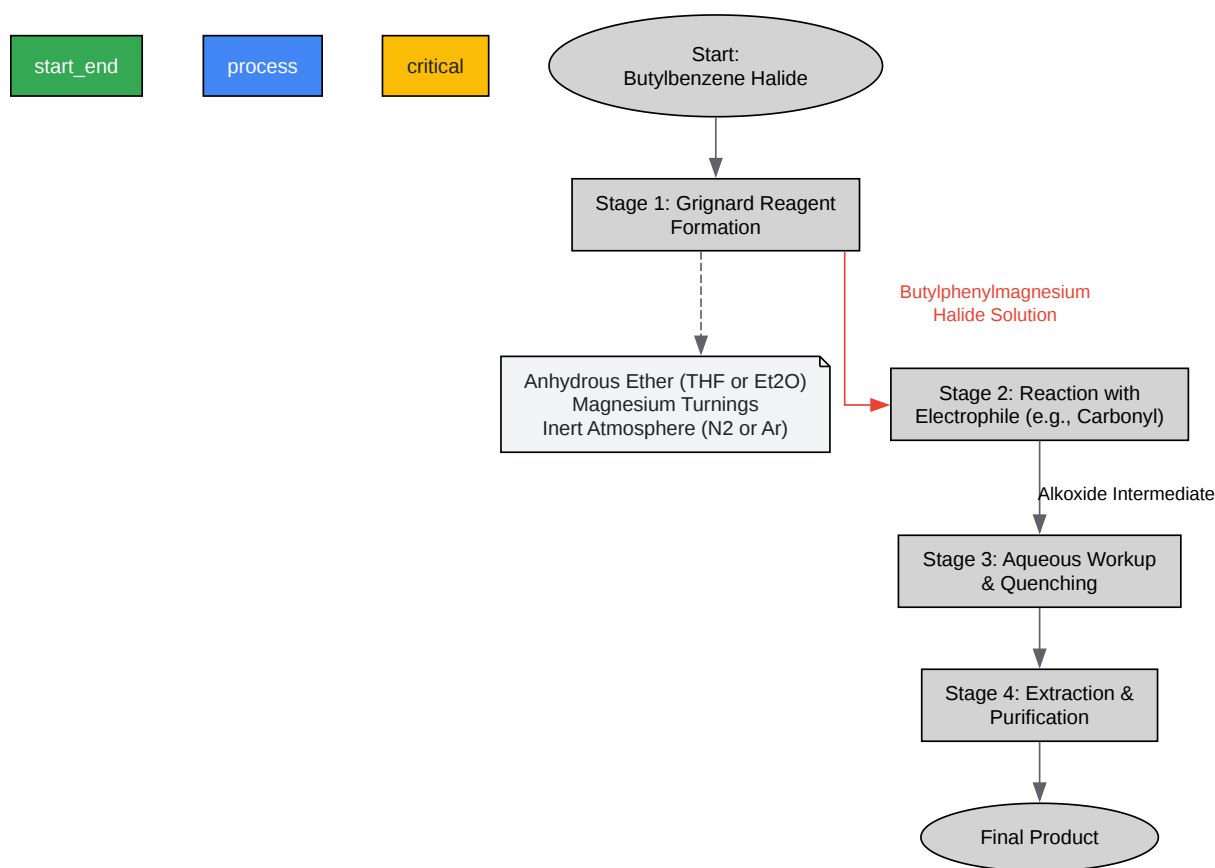 start_end
process
critical
Start:
Butylbenzene Halide
Stage 1: Grignard Reagent
Formation
Butylphenylmagnesium
Halide Solution
Anhydrous Ether (THF or Et2O)
Magnesium Turnings
Inert Atmosphere (N2 or Ar)
Stage 2: Reaction with
Electrophile (e.g., Carbonyl)
Alkoxide Intermediate
Stage 3: Aqueous Workup
& Quenching
Stage 4: Extraction &
Purification
Final Product